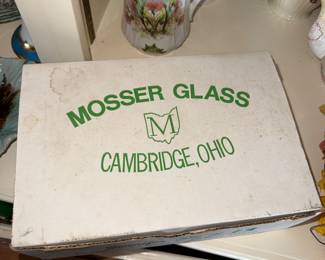 MOSSER GLASS
M
CAMBRIDGE, OHIO